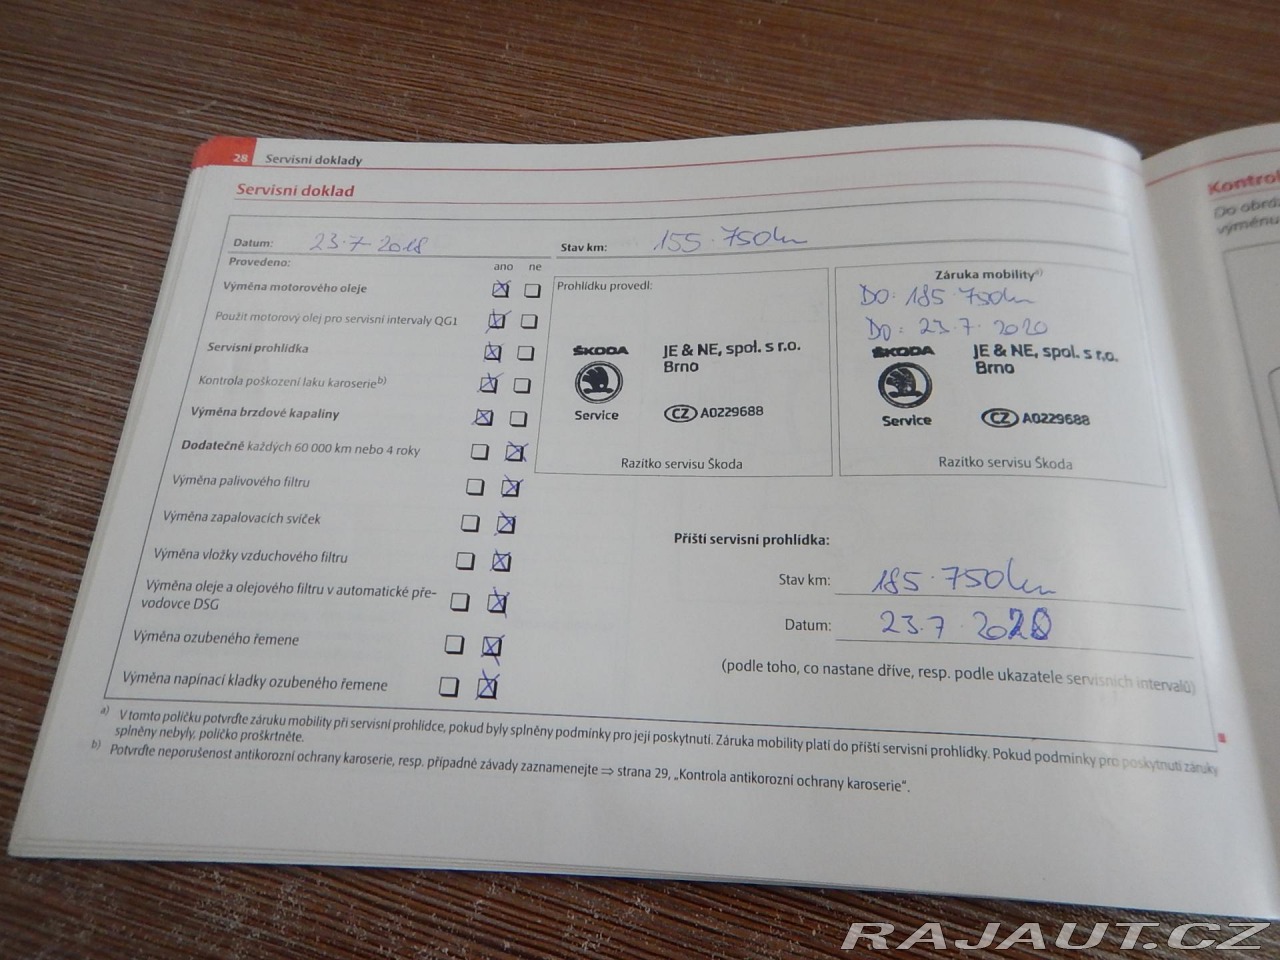 28 Servisní doklady
Servisní doklad
Datum: 23.7.2018 Stav km: 155.750km
Provedeno: ano ne
Výměna motorového oleje
Použit motorový olej pro servisní intervaly QG1
Servisní prohlídka
Kontrola poškození laku karoserie b)
Výměna brzdové kapaliny
Dodatečně každých 60 000 km nebo 4 roky
Výměna palivového filtru
Výměna zapalovacích svíček
Výměna vložky vzduchového filtru
Výměna oleje a olejového filtru v automatické pře-
vodovce DSG
Výměna ozubeného řemene
Výměna napínací kladky ozubeného řemene
Prohlídku provedl:
ŠKODA JE & NE, spol. s r.o.
Brno
Service CZ A0229688
Razítko servisu Škoda
Záruka mobility a)
DO: 185.750km
DO: 23.7.2020
ŠKODA JE & NE, spol. s r.o.
Brno
Service CZ A0229688
Razítko servisu Škoda
Příští servisní prohlídka:
Stav km: 185.750km
Datum: 23.7.2020
(podle toho, co nastane dříve, resp. podle ukazatele servisních intervalů)
a) V tomto políčku potvrďte záruku mobility při servisní prohlídce, pokud byly splněny podmínky pro její poskytnutí. Záruka mobility platí do příští servisní prohlídky. Pokud podmínky pro poskytnutí záruky
splněny nebyly, políčko proškrtněte.
b) Potvrďte neporušenost antikorozní ochrany karoserie, resp. případné závady zaznamenejte ⇒ strana 29, „Kontrola antikorozní ochrany karoserie“.
Do
výměnu
RAJAUT.CZ